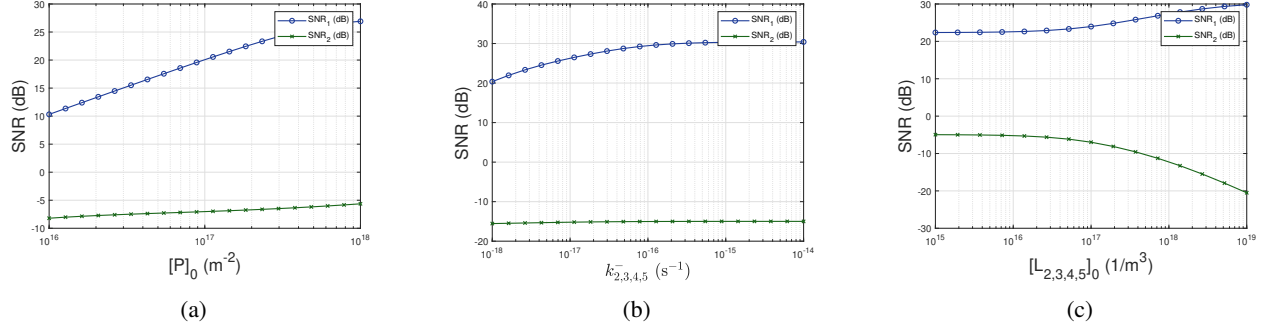 30
25
20
15
10
5
0
-5
-10
SNR (dB)
SNR₁ (dB)
SNR₂ (dB)
10¹⁶
10¹⁷
10¹⁸
[P]₀ (m⁻²)
(a)
40
30
20
10
0
-10
-20
SNR (dB)
SNR₁ (dB)
SNR₂ (dB)
10⁻¹⁸
10⁻¹⁷
10⁻¹⁶
10⁻¹⁵
10⁻¹⁴
k⁻₂,₃,₄,₅ (s⁻¹)
(b)
30
20
10
0
-10
-20
-30
SNR (dB)
SNR₁ (dB)
SNR₂ (dB)
10¹⁵
10¹⁶
10¹⁷
10¹⁸
10¹⁹
[L₂,₃,₄,₅]₀ (1/m³)
(c)